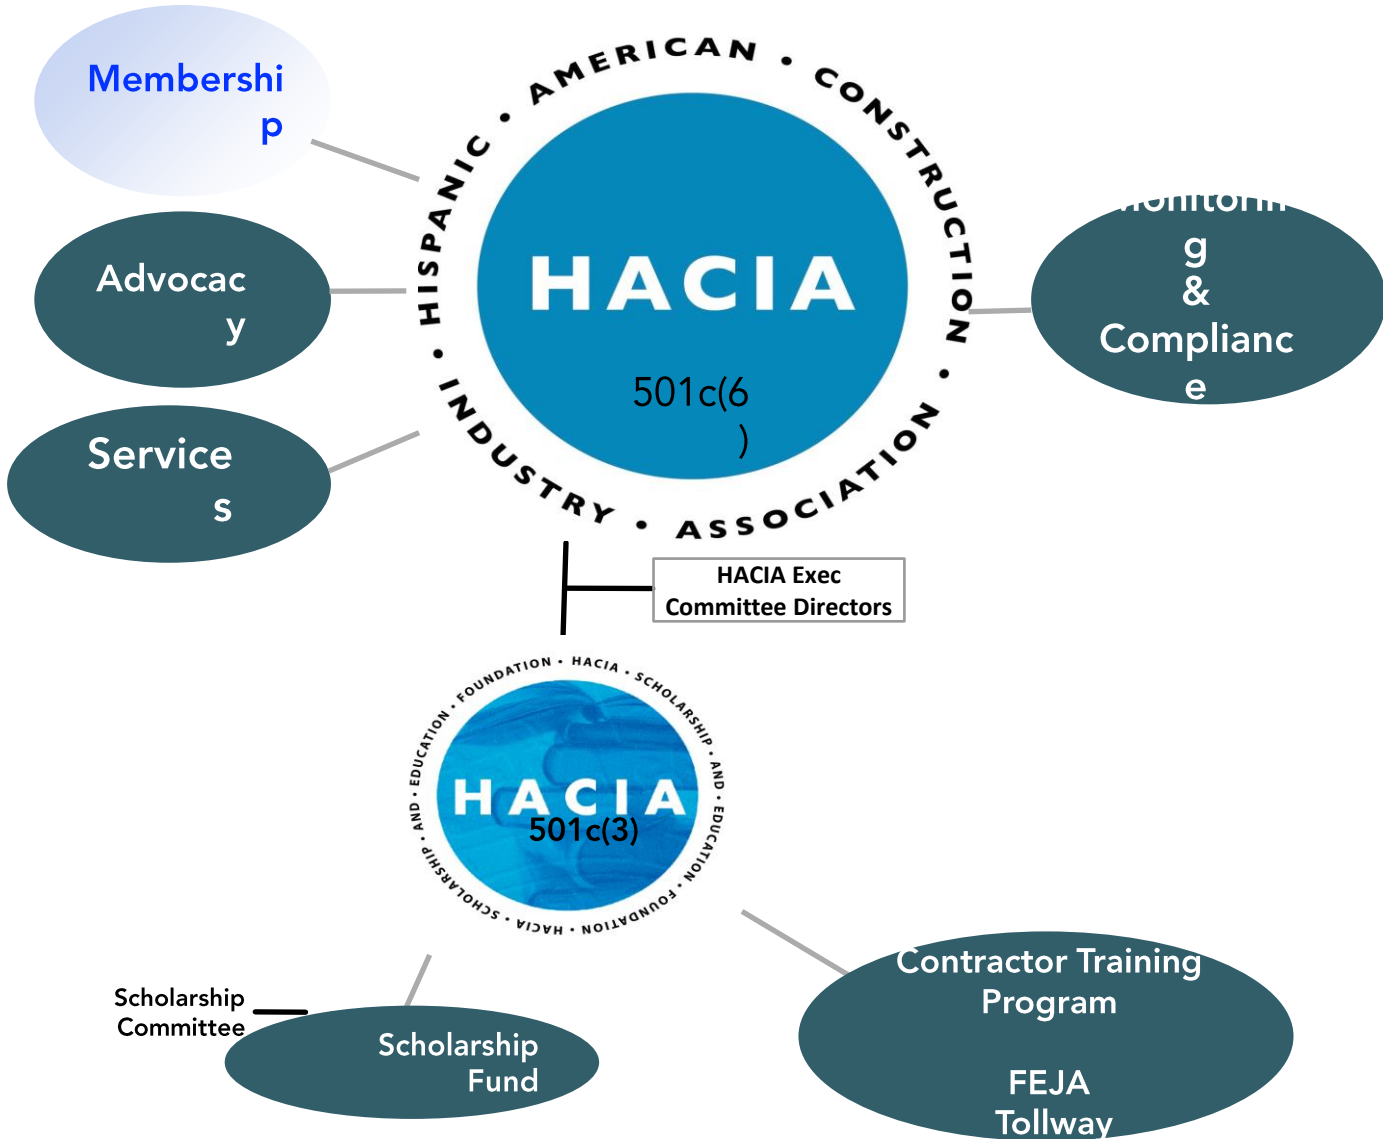 Membershi
p
HISPANIC • AMERICAN • CONSTRUCTION • INDUSTRY • ASSOCIATION •
HACIA
501c(6
)
Advocac
y
Service
s
Monitorin
g
&
Complianc
e
HACIA Exec
Committee Directors
HACIA • SCHOLARSHIP • AND • EDUCATION • FOUNDATION • HACIA • SCHOLARSHIP • AND • EDUCATION • FOUNDATION •
HACIA
501c(3)
Scholarship
Committee
Scholarship
Fund
Contractor Training
Program
FEJA
Tollway